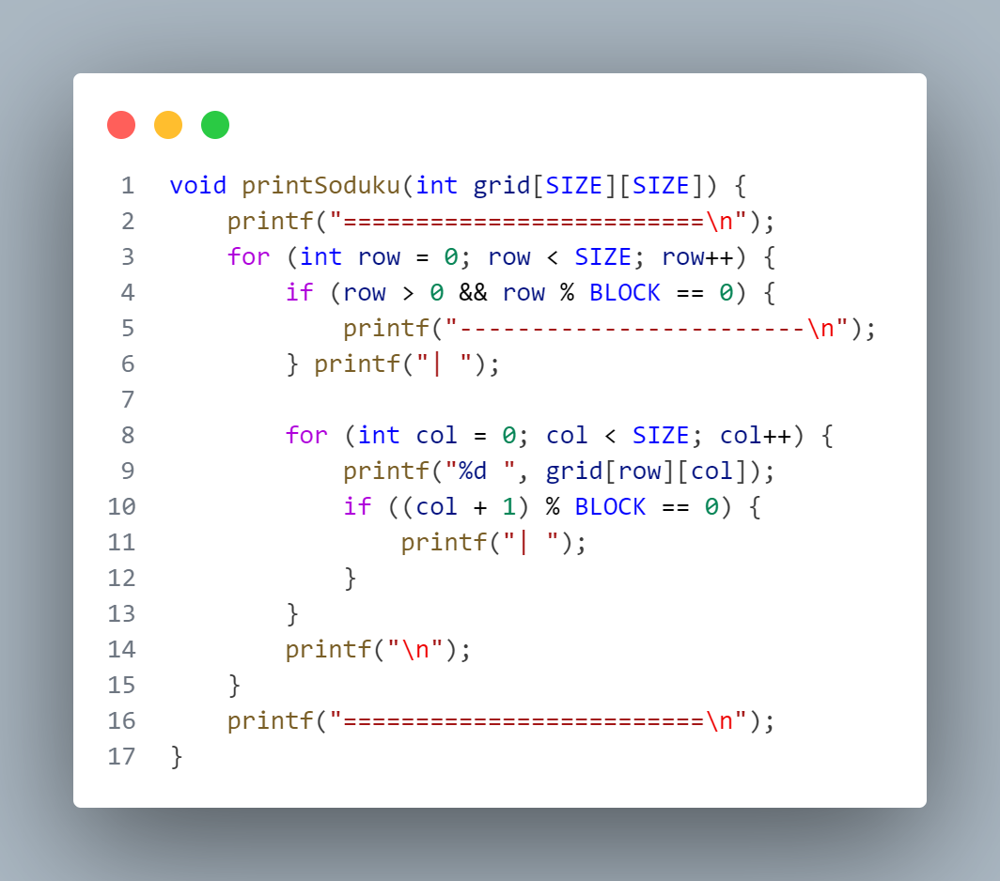 1 void printSoduku(int grid[SIZE][SIZE]) {
2     printf("=========================\n");
3     for (int row = 0; row < SIZE; row++) {
4         if (row > 0 && row % BLOCK == 0) {
5             printf("------------------------\n");
6         } printf("| ");
7
8         for (int col = 0; col < SIZE; col++) {
9             printf("%d ", grid[row][col]);
10             if ((col + 1) % BLOCK == 0) {
11                 printf("| ");
12             }
13         }
14         printf("\n");
15     }
16     printf("=========================\n");
17 }